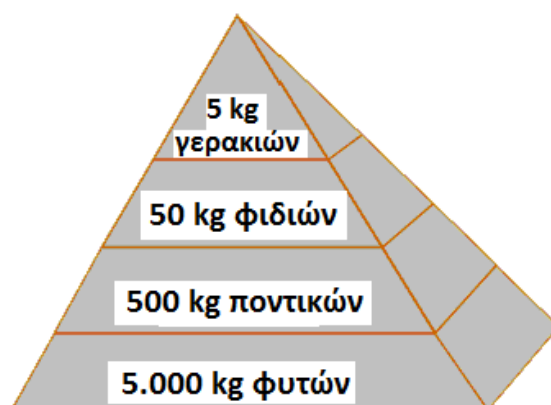 5 kg
γερακιών
50 kg φιδιών
500 kg ποντικών
5.000 kg φυτών